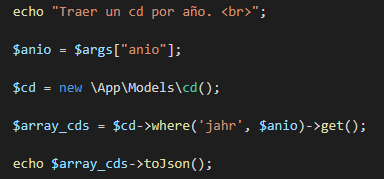 echo "Traer un cd por año. <br>";
$anio = $args["anio"];
$cd = new \App\Models\cd();
$array_cds = $cd->where('jahr', $anio)->get();
echo $array_cds->toJson();